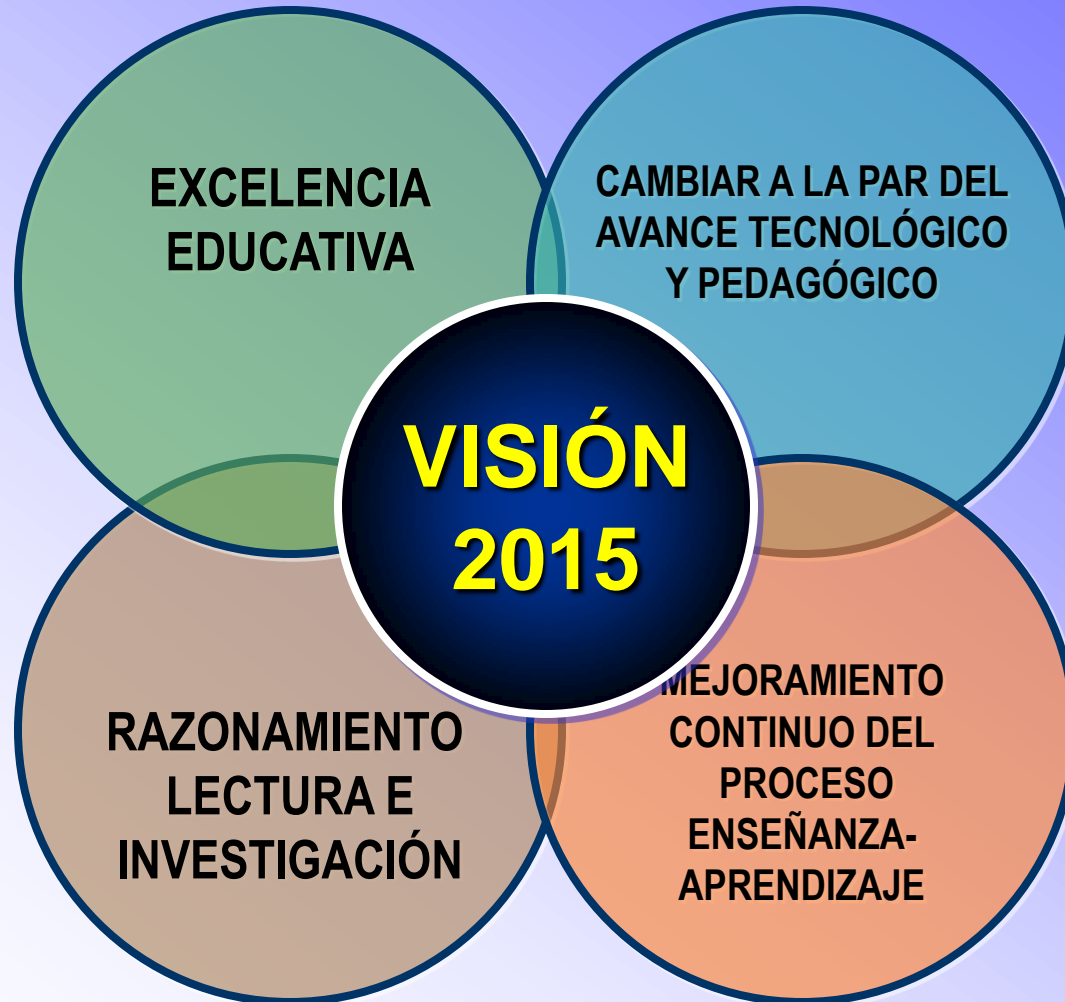 EXCELENCIA
EDUCATIVA
CAMBIAR A LA PAR DEL
AVANCE TECNOLÓGICO
Y PEDAGÓGICO
VISIÓN
2015
RAZONAMIENTO
LECTURA E
INVESTIGACIÓN
MEJORAMIENTO
CONTINUO DEL
PROCESO
ENSEÑANZA-
APRENDIZAJE